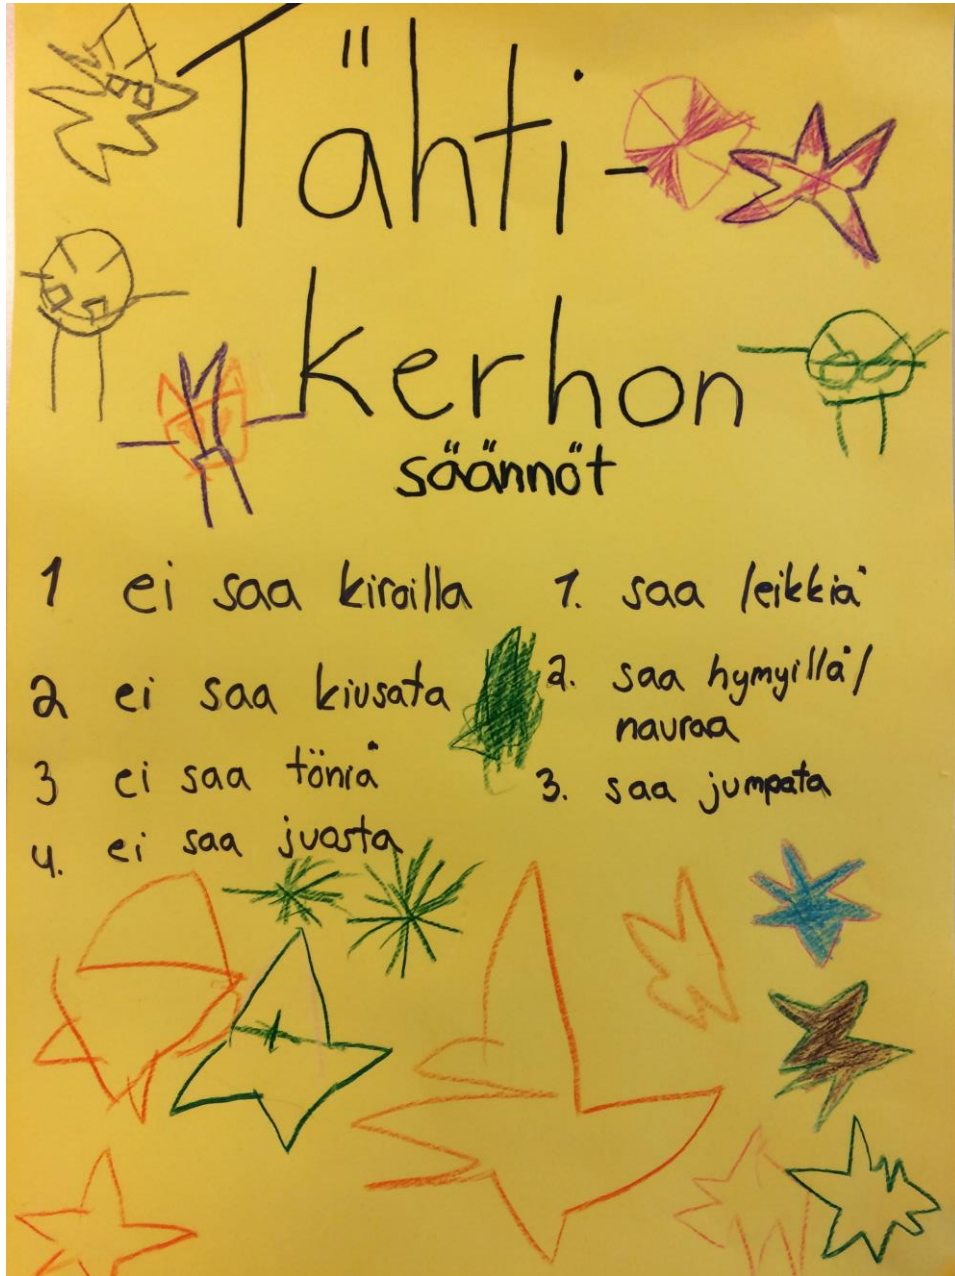 Tähti-
kerhon
säännöt
1 ei saa kiroilla
2 ei saa kiusata
3 ei saa töniä
4. ei saa juosta
1. saa leikkiä
2. saa hymyillä/
nauraa
3. saa jumpata